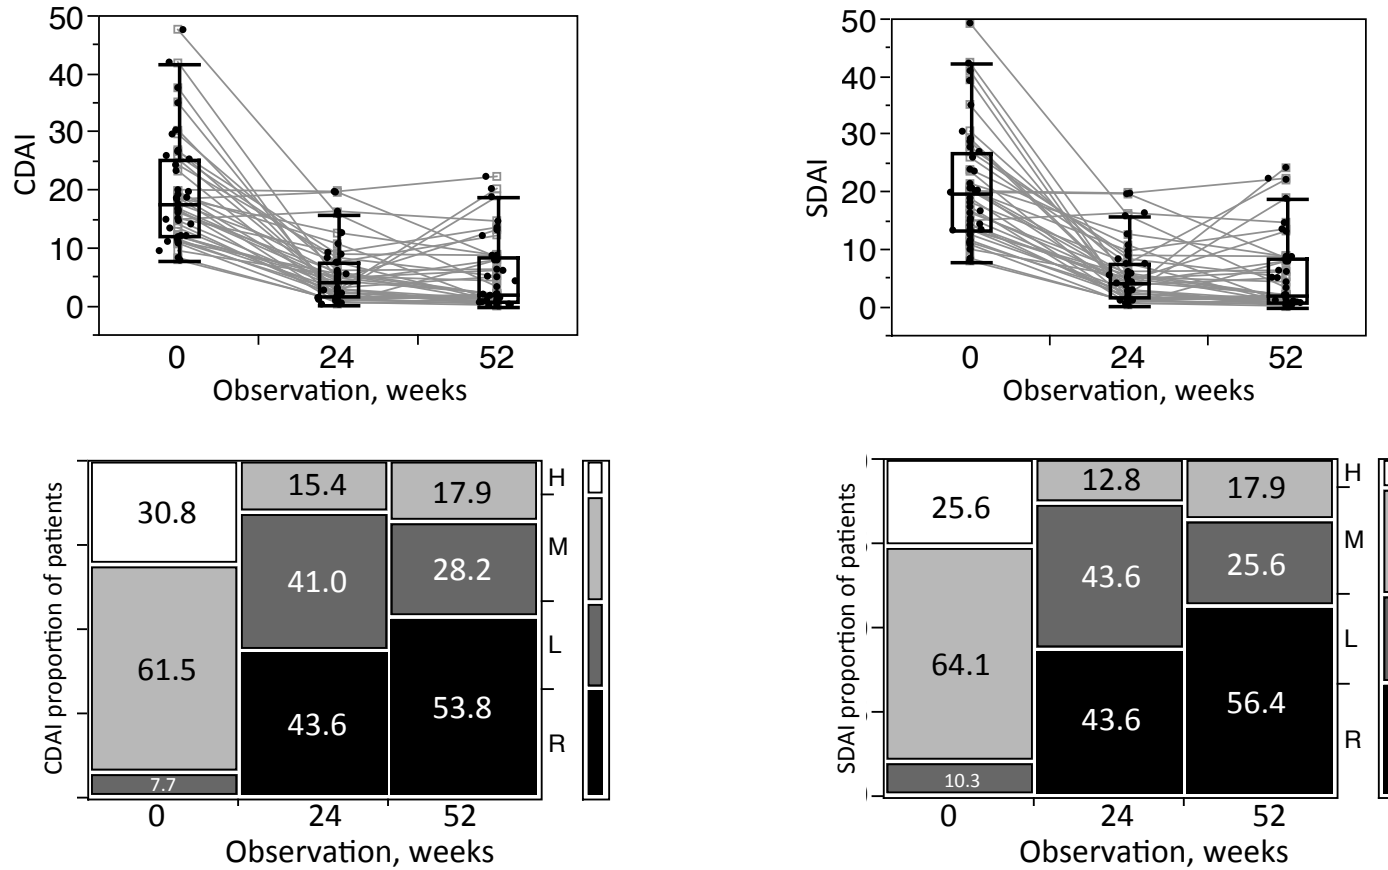 50
40
30
20
10
0
CDAI
0 24 52
Observation, weeks
50
40
30
20
10
0
SDAI
0 24 52
Observation, weeks
CDAI proportion of patients
30.8 15.4 17.9
61.5 41.0 28.2
7.7 43.6 53.8
H
M
L
R
0 24 52
Observation, weeks
SDAI proportion of patients
25.6 12.8 17.9
64.1 43.6 25.6
10.3 43.6 56.4
H
M
L
R
0 24 52
Observation, weeks